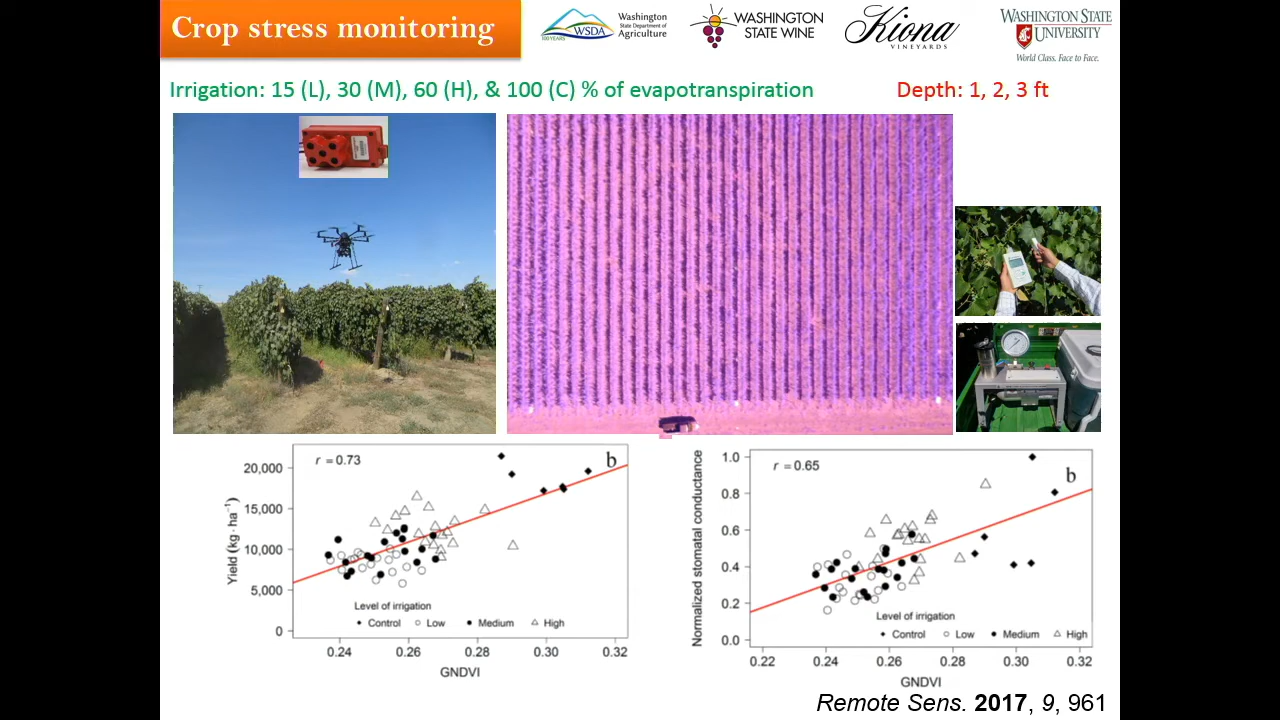 Crop stress monitoring
100 YEARS
WSDA
Washington
State Department of
Agriculture
WASHINGTON
STATE WINE
Kiona
VINEYARDS
WASHINGTON STATE
UNIVERSITY
World Class. Face to Face.
Irrigation: 15 (L), 30 (M), 60 (H), & 100 (C) % of evapotranspiration
Depth: 1, 2, 3 ft
r = 0.73
b
20,000
15,000
10,000
5,000
0
Yield (kg·ha⁻¹)
Level of irrigation
Control Low Medium High
0.24 0.26 0.28 0.30 0.32
GNDVI
r = 0.65
b
1.0
0.8
0.6
0.4
0.2
0.0
Normalized stomatal conductance
Level of irrigation
Control Low Medium High
0.22 0.24 0.26 0.28 0.30 0.32
GNDVI
Remote Sens. 2017, 9, 961